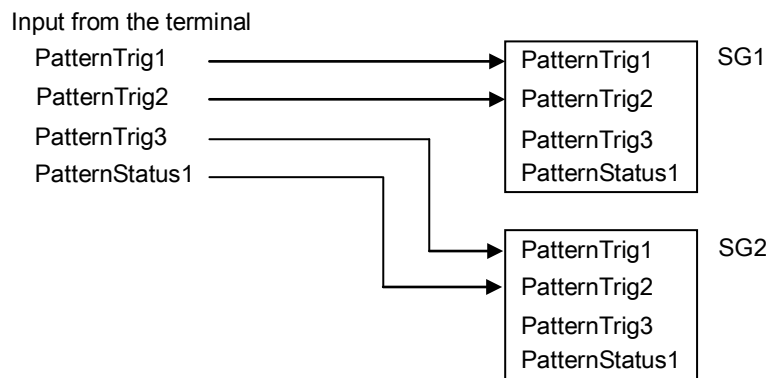 Input from the terminal
PatternTrig1
PatternTrig2
PatternTrig3
PatternStatus1
PatternTrig1
PatternTrig2
PatternTrig3
PatternStatus1
SG1
PatternTrig1
PatternTrig2
PatternTrig3
PatternStatus1
SG2